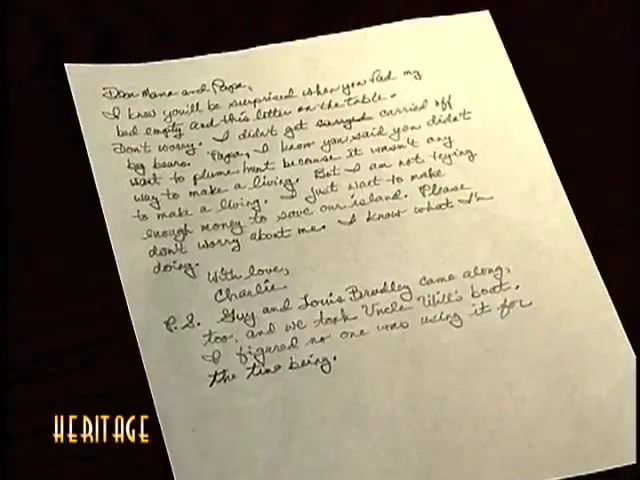 Dear Mama and Papa,
I know you'll be surprised when you find my
bed empty and this letter on the table.
Don't worry. I didn't get carried off
by bears. Papa, I know you said you didn't
want to plume hunt because it wasn't any
way to make a living. But I am not trying
to make a living. I just want to make
enough money to save our island. Please
don't worry about me. I know what I'm
doing.
With love,
Charlie
P.S. Guy and Louis Bradley came along,
too, and we took Uncle Will's boat.
I figured no one was using it for
the time being.
HERITAGE